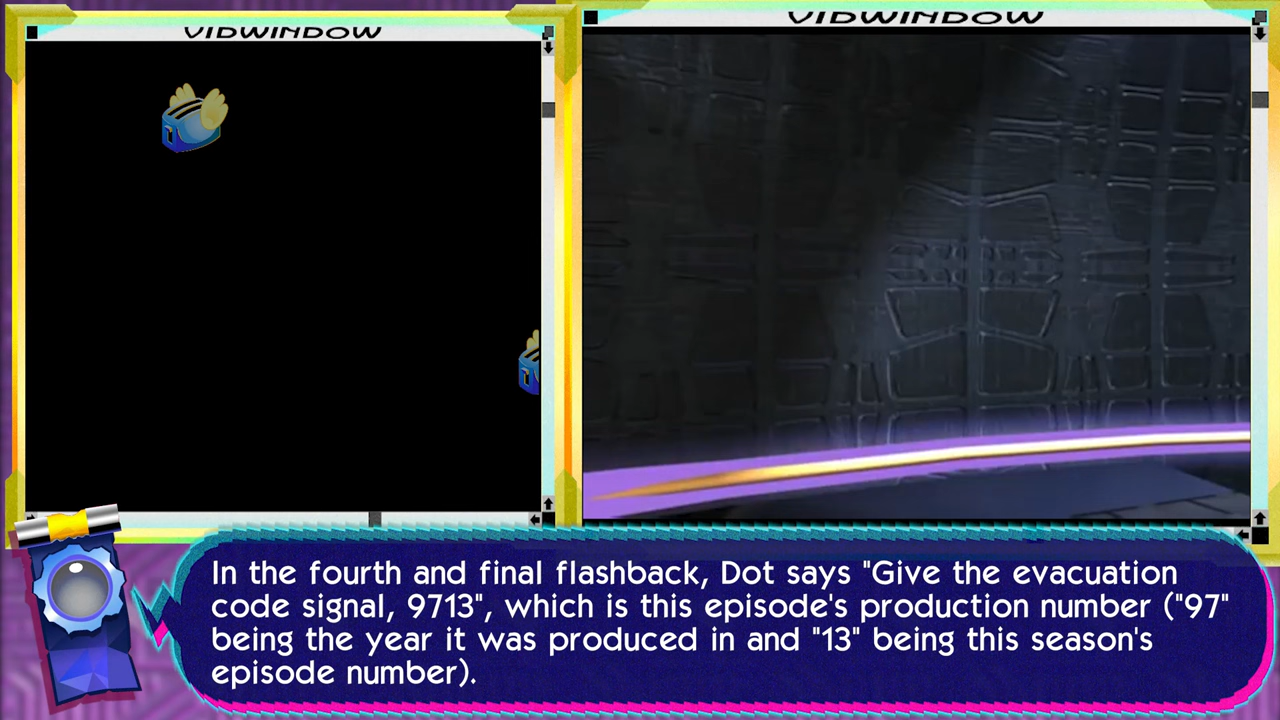 VIDWINDOW
VIDWINDOW
In the fourth and final flashback, Dot says "Give the evacuation
code signal, 9713", which is this episode's production number ("97"
being the year it was produced in and "13" being this season's
episode number).